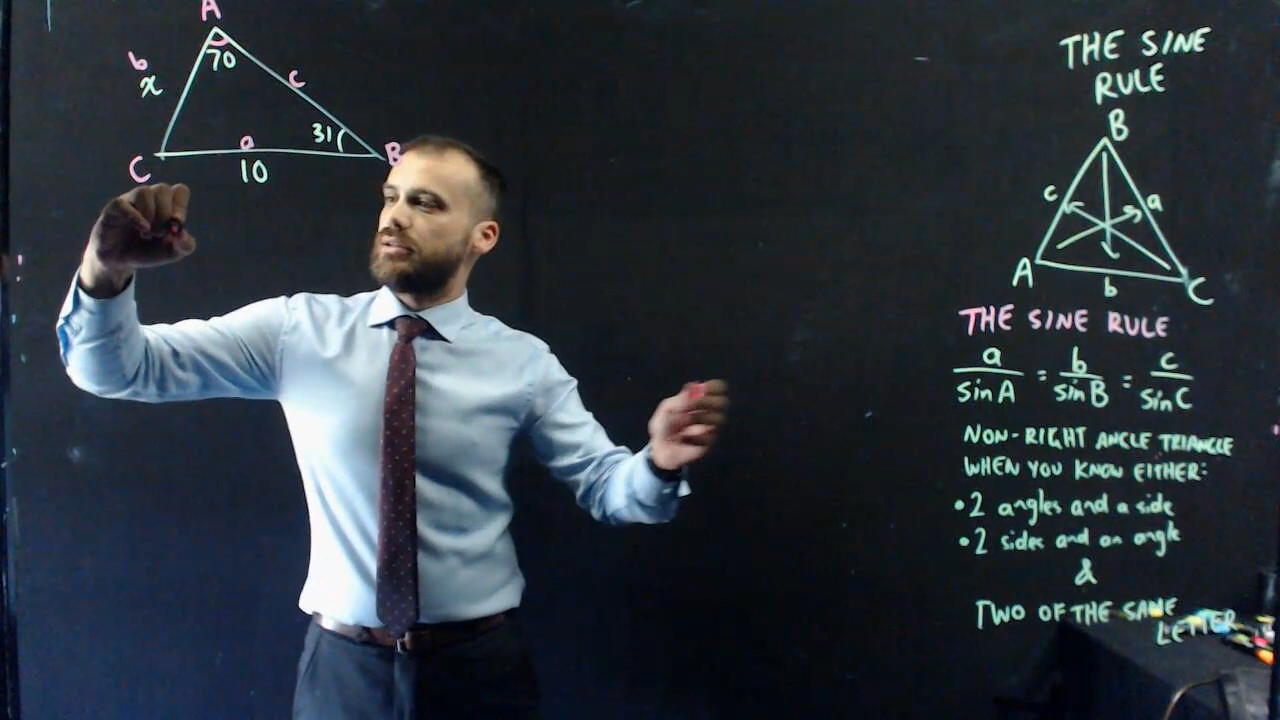 A
b
x
70
c
31
a
C
B
10
THE SINE
RULE
B
c
a
A
b
C
THE SINE RULE
a/sin A = b/sin B = c/sin C
NON-RIGHT ANGLE TRIANGLE
WHEN YOU KNOW EITHER:
• 2 angles and a side
• 2 sides and an angle
&
TWO OF THE SAME
LETTER